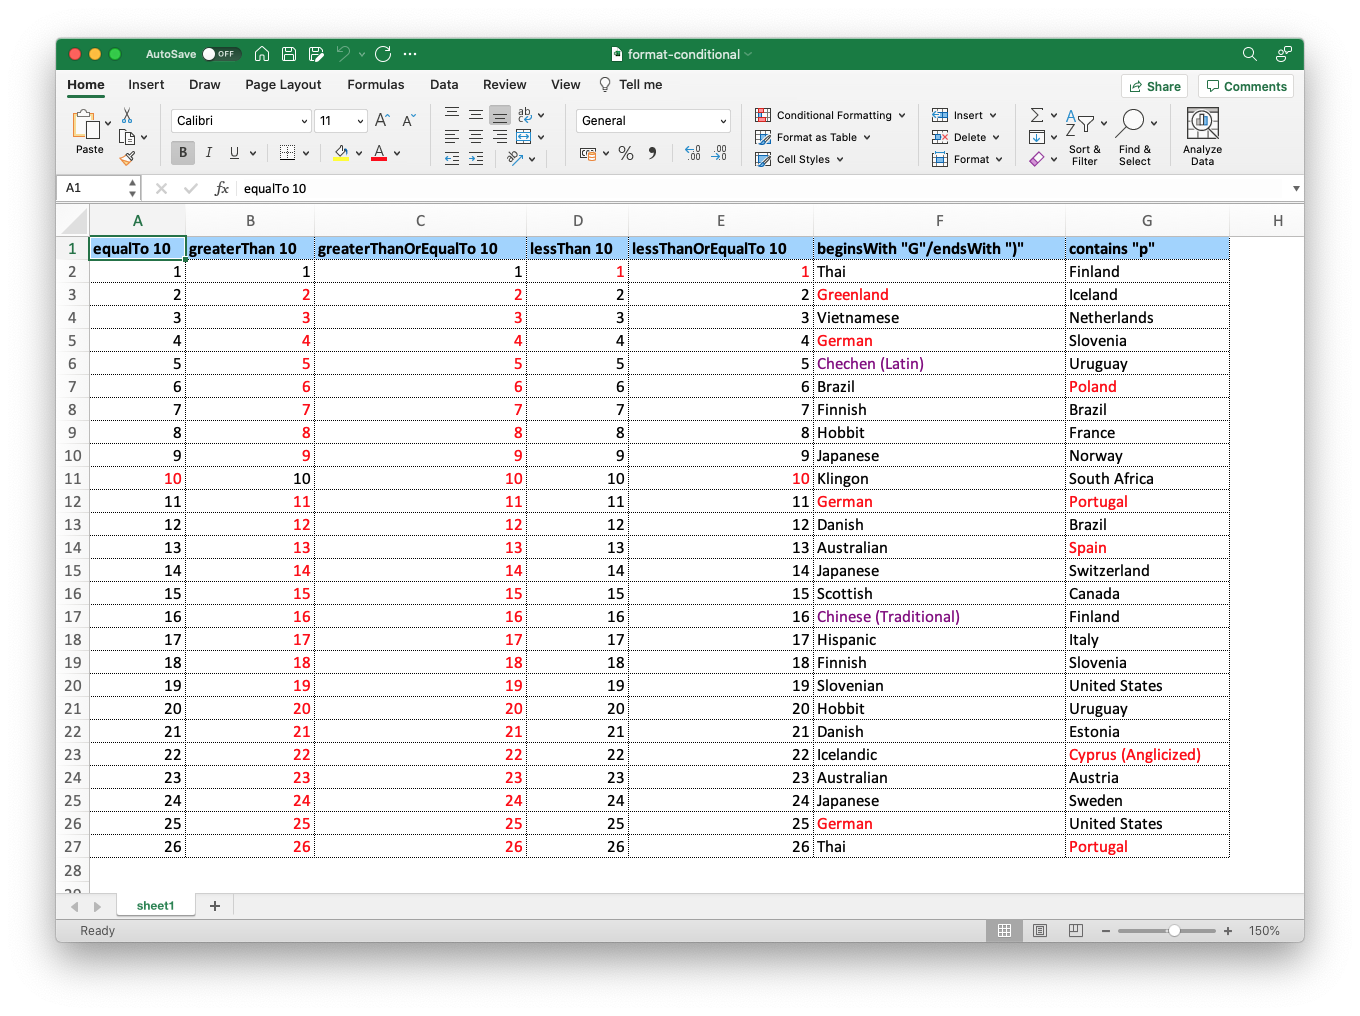 AutoSave OFF format-conditional
Home Insert Draw Page Layout Formulas Data Review View Tell me Share Comments
Paste Calibri 11 General Conditional Formatting Insert
B I U A ab % Format as Table Delete Sort & Filter Find & Select Analyze Data
Cell Styles Format
A1 fx equalTo 10
A B C D E F G H
1 equalTo 10 greaterThan 10 greaterThanOrEqualTo 10 lessThan 10 lessThanOrEqualTo 10 beginsWith "G"/endsWith ")" contains "p"
2 1 1 1 1 1 Thai Finland
3 2 2 2 2 2 Greenland Iceland
4 3 3 3 3 3 Vietnamese Netherlands
5 4 4 4 4 4 German Slovenia
6 5 5 5 5 5 Chechen (Latin) Uruguay
7 6 6 6 6 6 Brazil Poland
8 7 7 7 7 7 Finnish Brazil
9 8 8 8 8 8 Hobbit France
10 9 9 9 9 9 Japanese Norway
11 10 10 10 10 10 Klingon South Africa
12 11 11 11 11 11 German Portugal
13 12 12 12 12 12 Danish Brazil
14 13 13 13 13 13 Australian Spain
15 14 14 14 14 14 Japanese Switzerland
16 15 15 15 15 15 Scottish Canada
17 16 16 16 16 16 Chinese (Traditional) Finland
18 17 17 17 17 17 Hispanic Italy
19 18 18 18 18 18 Finnish Slovenia
20 19 19 19 19 19 Slovenian United States
21 20 20 20 20 20 Hobbit Uruguay
22 21 21 21 21 21 Danish Estonia
23 22 22 22 22 22 Icelandic Cyprus (Anglicized)
24 23 23 23 23 23 Australian Austria
25 24 24 24 24 24 Japanese Sweden
26 25 25 25 25 25 German United States
27 26 26 26 26 26 Thai Portugal
28
sheet1
Ready 150%